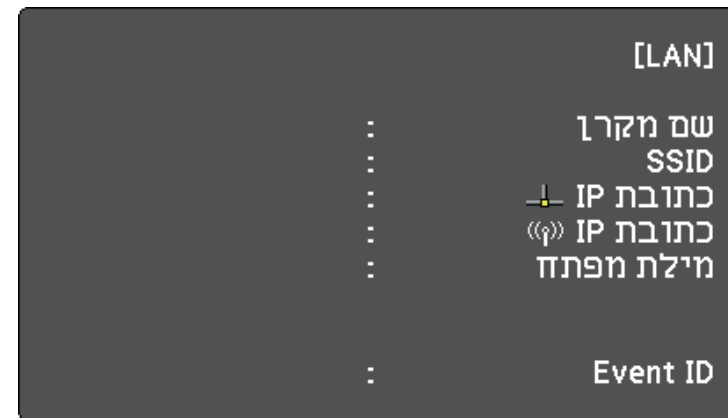 [LAN]
שם מקרן :
SSID :
כתובת IP :
כתובת IP :
מילת מפתח :
Event ID :